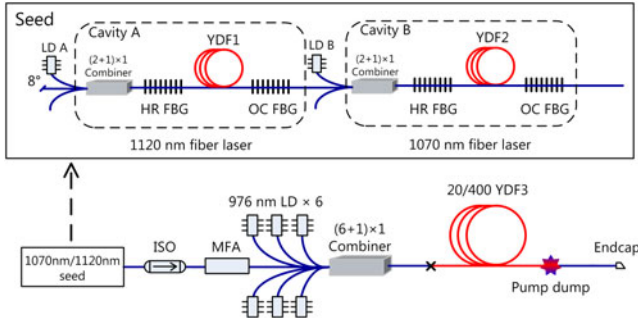 Seed
Cavity A
Cavity B
LD A
(2+1)×1
Combiner
YDF1
LD B
(2+1)×1
Combiner
YDF2
8°
HR FBG
OC FBG
HR FBG
OC FBG
1120 nm fiber laser
1070 nm fiber laser
976 nm LD × 6
20/400 YDF3
(6+1)×1
Combiner
ISO
MFA
Endcap
1070nm/1120nm
seed
Pump dump